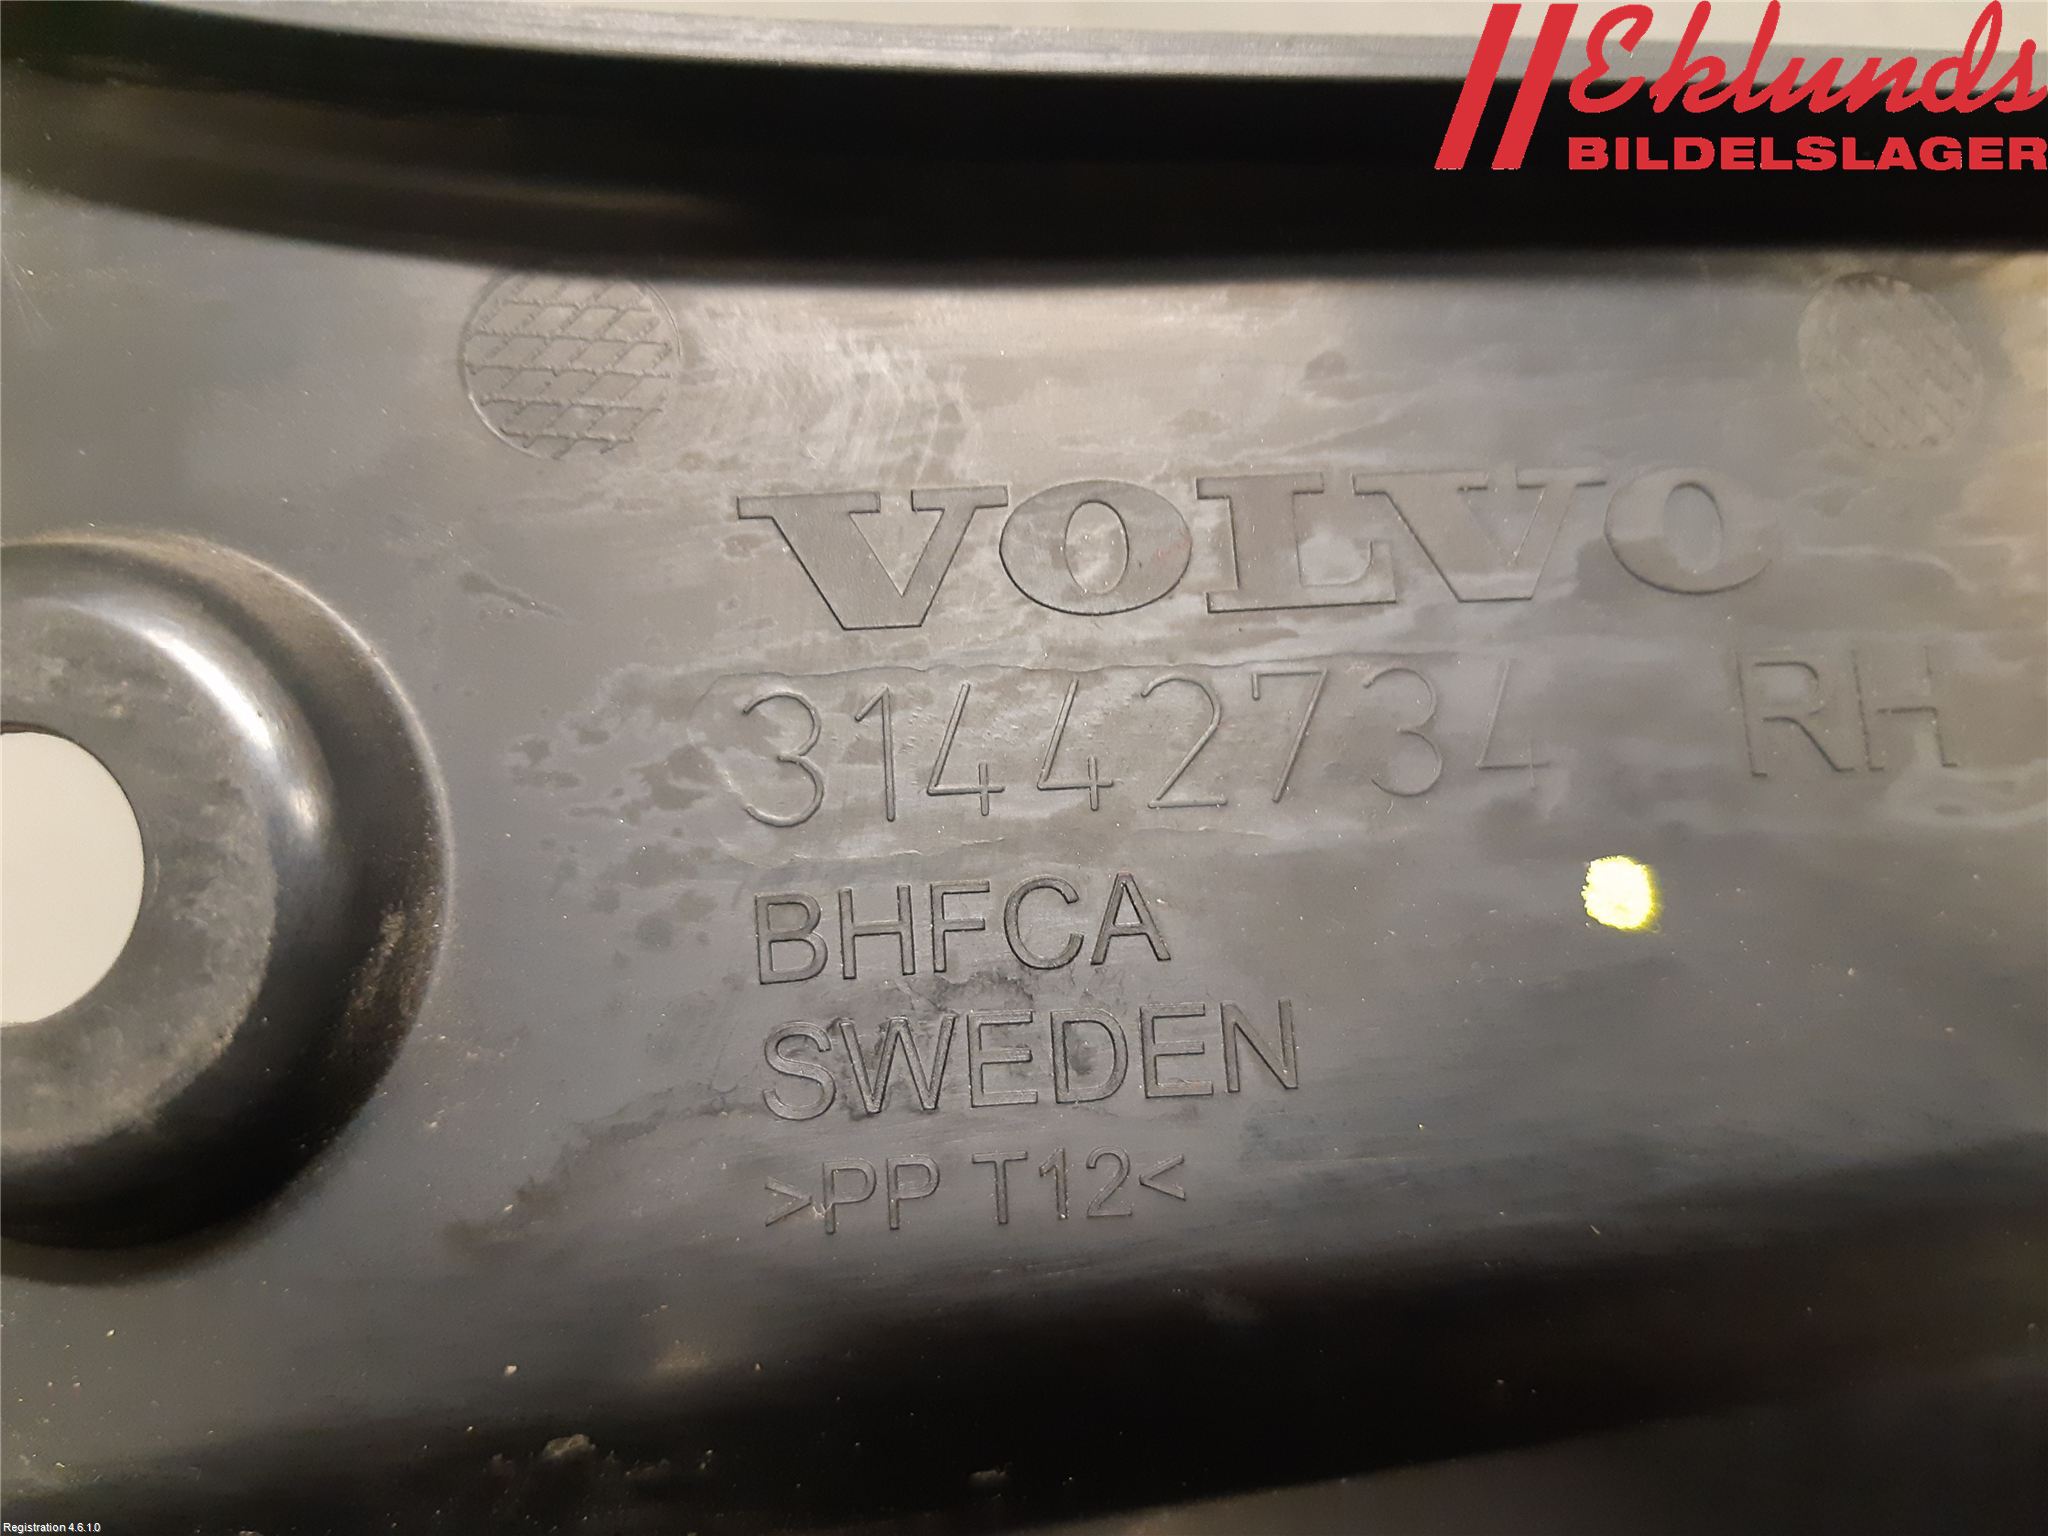 Eklunds
BILDELSLAGER
VOLVO
31442734 RH
BHFCA
SWEDEN
>PP T12<
Registration 4.6.1.0